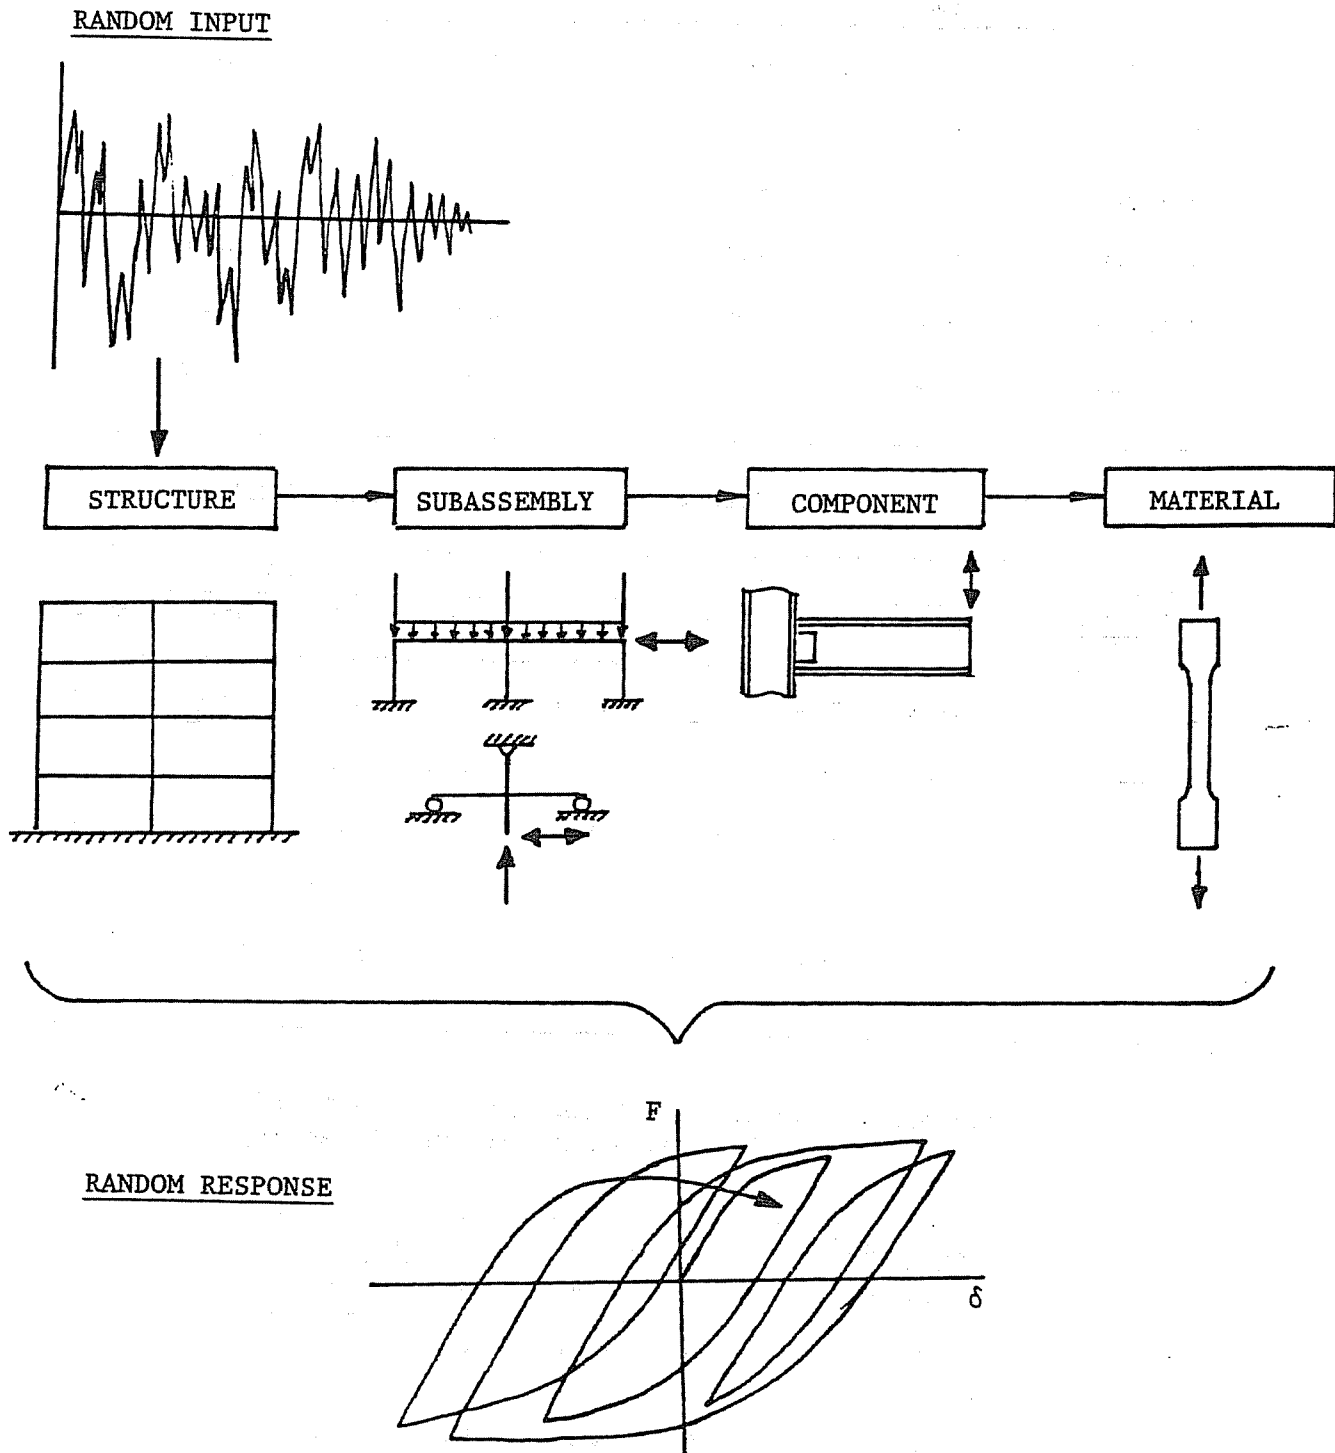 RANDOM INPUT
STRUCTURE
SUBASSEMBLY
COMPONENT
MATERIAL
F
RANDOM RESPONSE
δ